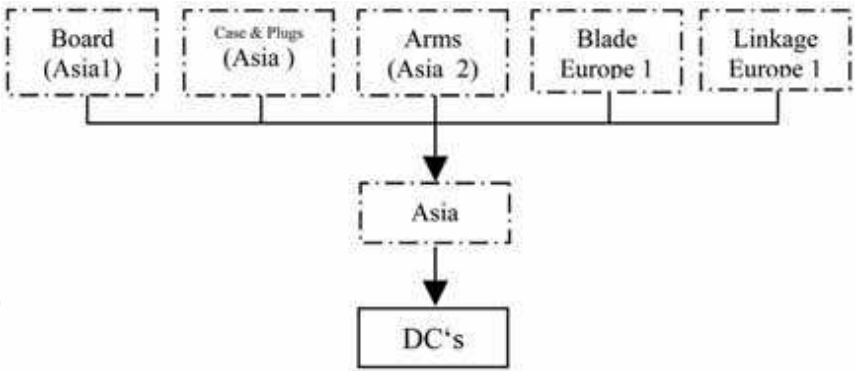 Board
(Asia1)
Case & Plugs
(Asia )
Arms
(Asia 2)
Blade
Europe 1
Linkage
Europe 1
Asia
DC‘s